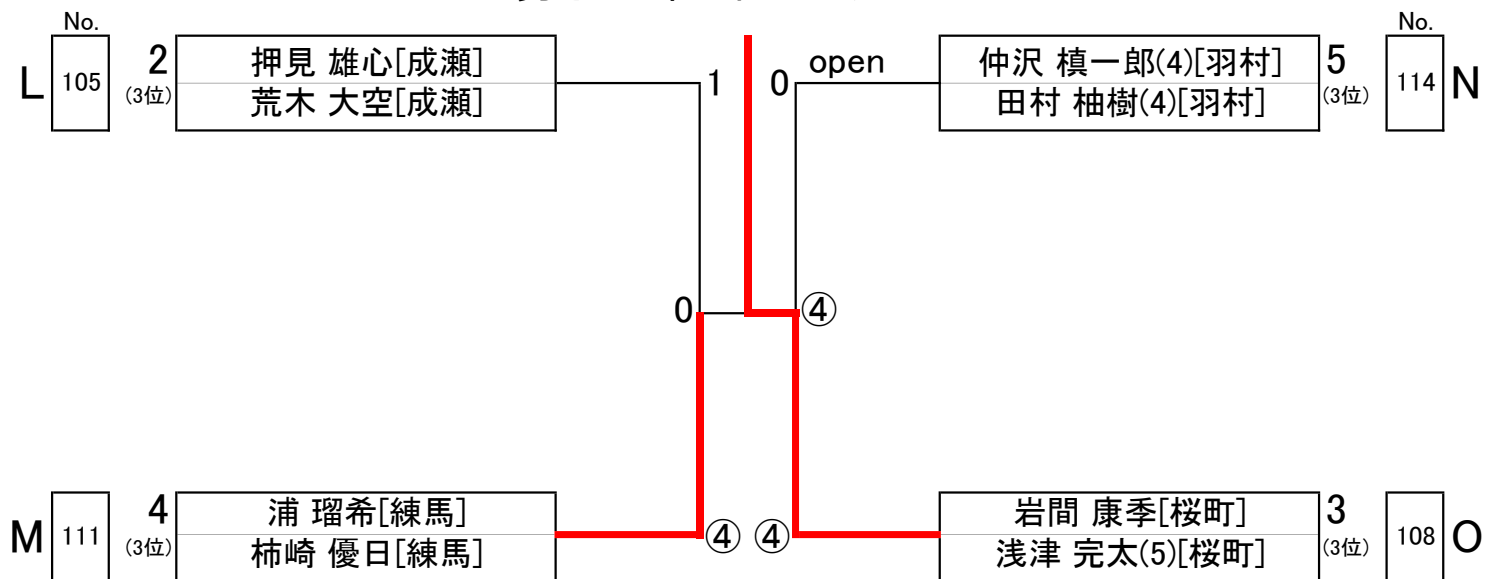 No.
L 105 2 (3位) 押見 雄心[成瀬]
荒木 大空[成瀬]
1
0 open
No.
仲沢 槙一郎(4)[羽村] 5 (3位) 114 N
田村 柚樹(4)[羽村]
0 ④
M 111 4 (3位) 浦 瑠希[練馬]
柿崎 優日[練馬]
④ ④
岩間 康季[桜町] 3 (3位) 108 O
浅津 完太(5)[桜町]